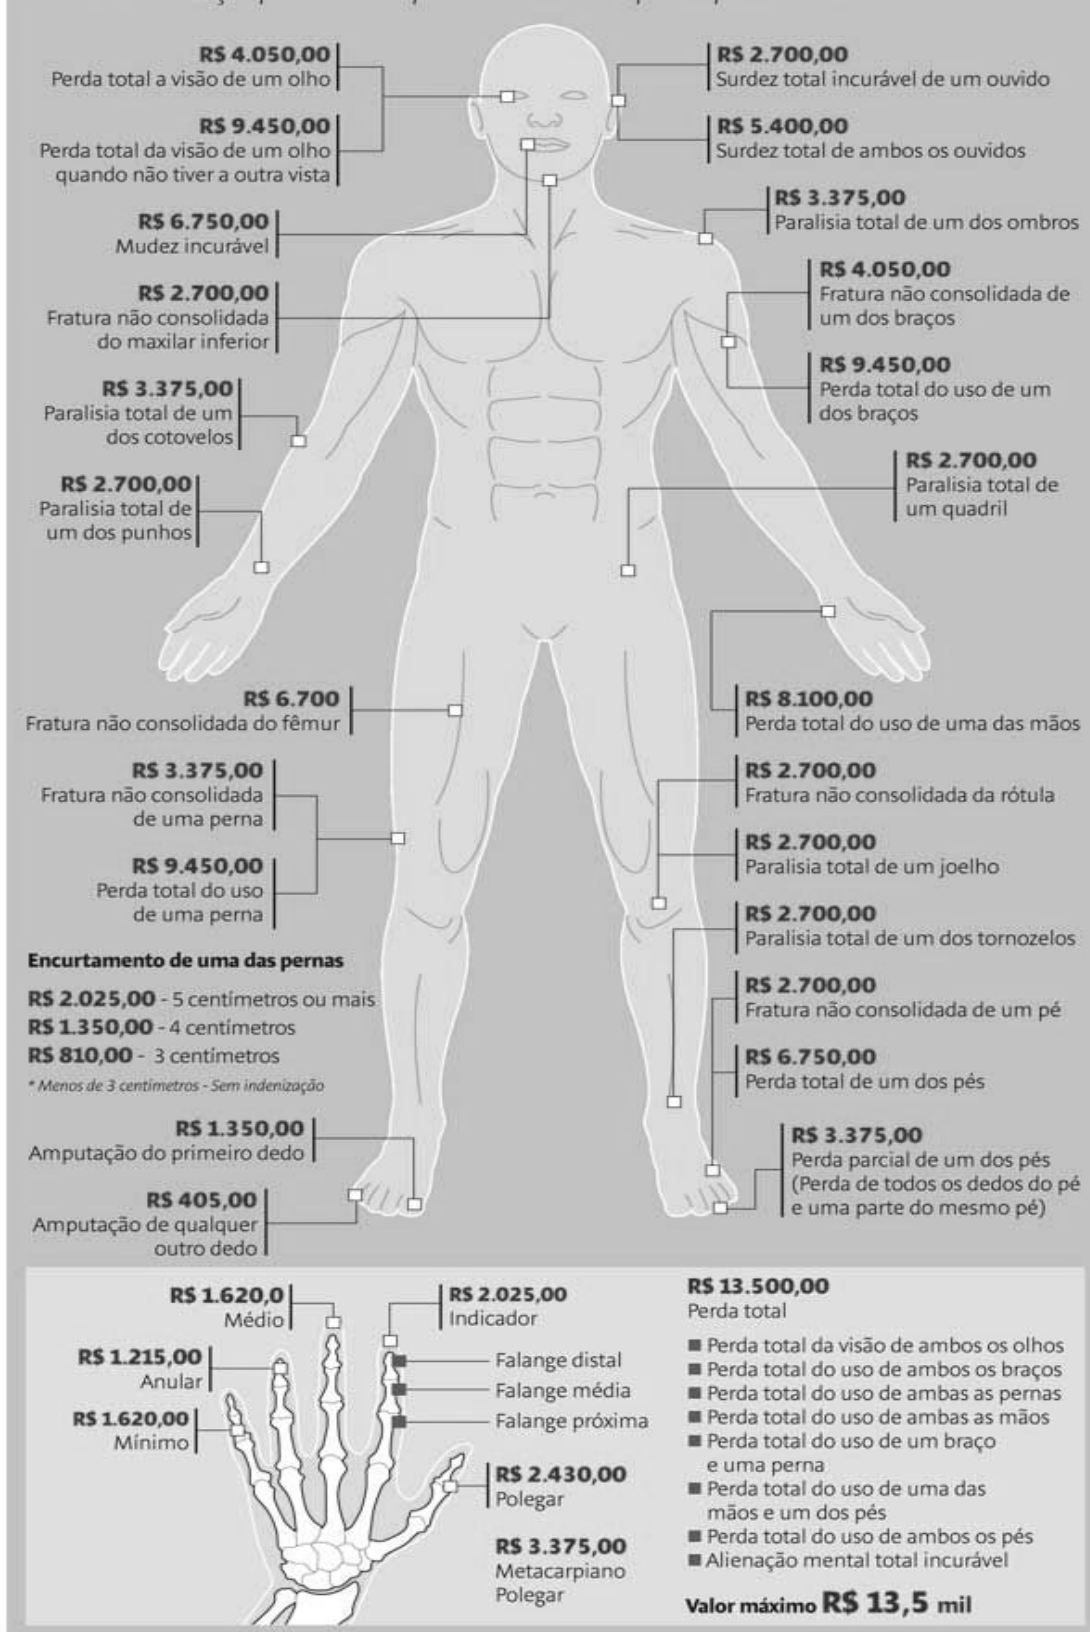 R$ 4.050,00
Perda total a visão de um olho
R$ 9.450,00
Perda total da visão de um olho
quando não tiver a outra vista
R$ 6.750,00
Mudez incurável
R$ 2.700,00
Fratura não consolidada
do maxilar inferior
R$ 3.375,00
Paralisia total de um
dos cotovelos
R$ 2.700,00
Paralisia total de
um dos punhos
R$ 2.700,00
Surdez total incurável de um ouvido
R$ 5.400,00
Surdez total de ambos os ouvidos
R$ 3.375,00
Paralisia total de um dos ombros
R$ 4.050,00
Fratura não consolidada de
um dos braços
R$ 9.450,00
Perda total do uso de um
dos braços
R$ 2.700,00
Paralisia total de
um quadril
R$ 6.700
Fratura não consolidada do fêmur
R$ 3.375,00
Fratura não consolidada
de uma perna
R$ 9.450,00
Perda total do uso
de uma perna
Encurtamento de uma das pernas
R$ 2.025,00 - 5 centímetros ou mais
R$ 1.350,00 - 4 centímetros
R$ 810,00 - 3 centímetros
* Menos de 3 centímetros - Sem indenização
R$ 1.350,00
Amputação do primeiro dedo
R$ 405,00
Amputação de qualquer
outro dedo
R$ 8.100,00
Perda total do uso de uma das mãos
R$ 2.700,00
Fratura não consolidada da rótula
R$ 2.700,00
Paralisia total de um joelho
R$ 2.700,00
Paralisia total de um dos tornozelos
R$ 2.700,00
Fratura não consolidada de um pé
R$ 6.750,00
Perda total de um dos pés
R$ 3.375,00
Perda parcial de um dos pés
(Perda de todos os dedos do pé
e uma parte do mesmo pé)
R$ 1.620,0
Médio
R$ 1.215,00
Anular
R$ 1.620,00
Mínimo
R$ 2.025,00
Indicador
Falange distal
Falange média
Falange próxima
R$ 2.430,00
Polegar
R$ 3.375,00
Metacarpiano
Polegar
R$ 13.500,00
Perda total
■ Perda total da visão de ambos os olhos
■ Perda total do uso de ambos os braços
■ Perda total do uso de ambas as pernas
■ Perda total do uso de ambas as mãos
■ Perda total do uso de um braço
e uma perna
■ Perda total do uso de uma das
mãos e um dos pés
■ Perda total do uso de ambos os pés
■ Alienação mental total incurável
Valor máximo R$ 13,5 mil